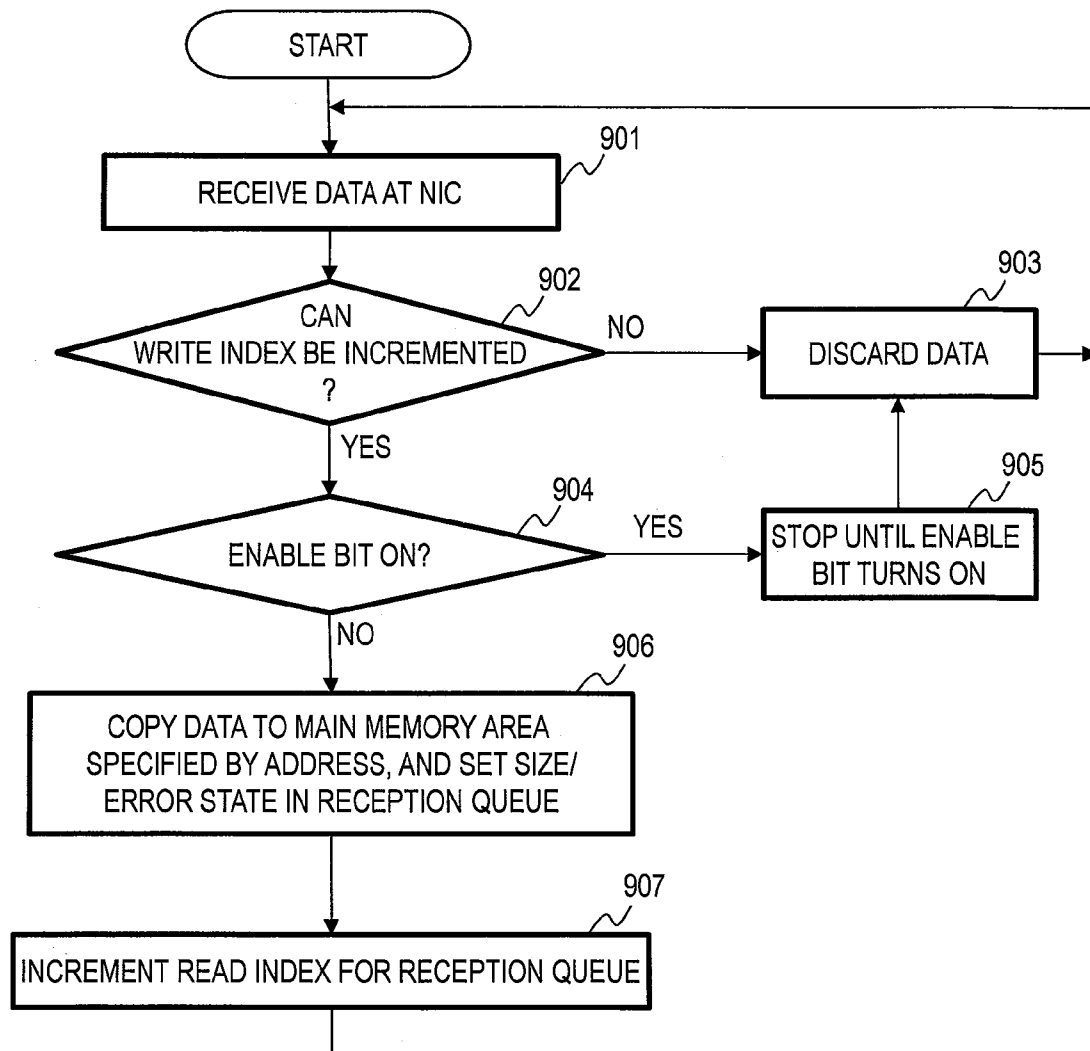 START
901
RECEIVE DATA AT NIC
902
CAN
WRITE INDEX BE INCREMENTED
?
NO
903
DISCARD DATA
YES
904
ENABLE BIT ON?
YES
905
STOP UNTIL ENABLE
BIT TURNS ON
NO
906
COPY DATA TO MAIN MEMORY AREA
SPECIFIED BY ADDRESS, AND SET SIZE/
ERROR STATE IN RECEPTION QUEUE
907
INCREMENT READ INDEX FOR RECEPTION QUEUE